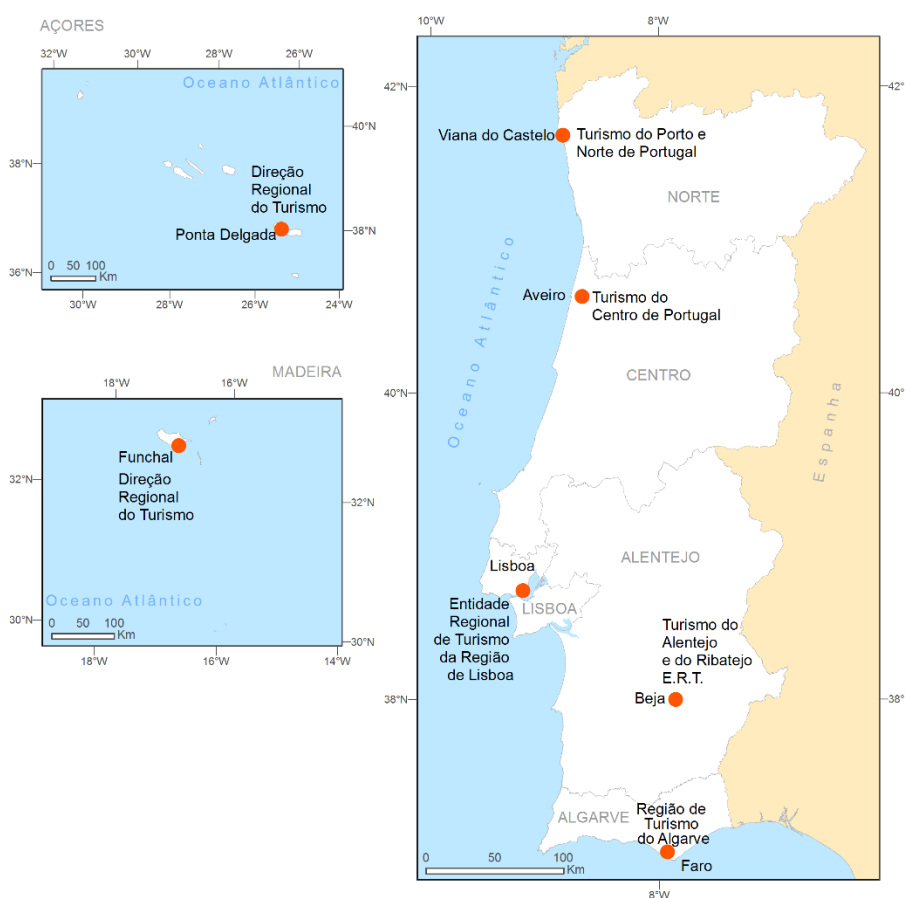 AÇORES
32°W
30°W
28°W
26°W
Oceano Atlântico
40°N
38°N
Direção
Regional
do Turismo
Ponta Delgada
38°N
36°N
0 50 100
Km
30°W
28°W
26°W
24°W
MADEIRA
18°W
16°W
Funchal
Direção
Regional
do Turismo
32°N
32°N
Oceano Atlântico
0 50 100
Km
30°N
30°N
18°W
16°W
14°W
10°W
8°W
42°N
42°N
Viana do Castelo
Turismo do Porto e
Norte de Portugal
NORTE
Oceano Atlântico
Aveiro
Turismo do
Centro de Portugal
CENTRO
40°N
40°N
Espanha
ALENTEJO
Lisboa
LISBOA
Entidade
Regional
de Turismo
da Região
de Lisboa
Turismo do
Alentejo
e do Ribatejo
E.R.T.
Beja
38°N
38°N
ALGARVE
Região de
Turismo
do Algarve
Faro
0 50 100
Km
8°W